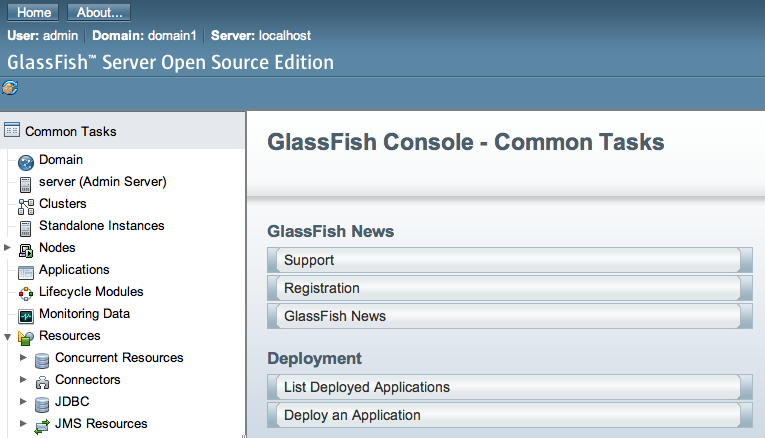 Home About...
User: admin Domain: domain1 Server: localhost
GlassFish™ Server Open Source Edition
Common Tasks
Domain
server (Admin Server)
Clusters
Standalone Instances
Nodes
Applications
Lifecycle Modules
Monitoring Data
Resources
Concurrent Resources
Connectors
JDBC
JMS Resources
GlassFish Console - Common Tasks
GlassFish News
Support
Registration
GlassFish News
Deployment
List Deployed Applications
Deploy an Application